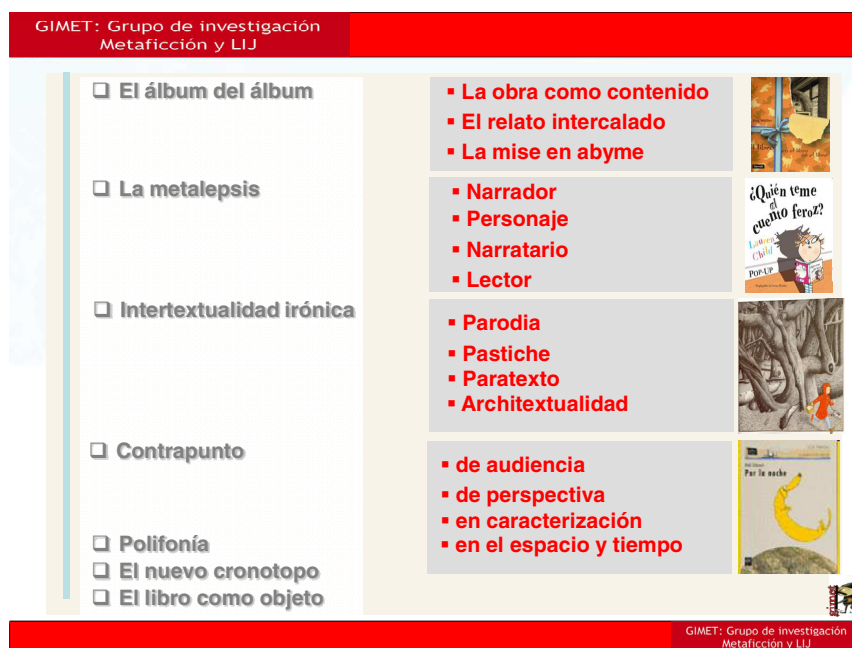 GIMET: Grupo de investigación
Metaficción y LIJ
❑ El álbum del álbum
▪ La obra como contenido
▪ El relato intercalado
▪ La mise en abyme
❑ La metalepsis
▪ Narrador
▪ Personaje
▪ Narratario
▪ Lector
¿Quién teme
al
cuento feroz?
Lauren
Child
POP-UP
❑ Intertextualidad irónica
▪ Parodia
▪ Pastiche
▪ Paratexto
▪ Architextualidad
❑ Contrapunto
▪ de audiencia
▪ de perspectiva
▪ en caracterización
▪ en el espacio y tiempo
Por la noche
❑ Polifonía
❑ El nuevo cronotopo
❑ El libro como objeto
gimet
GIMET: Grupo de investigación
Metaficción y LIJ